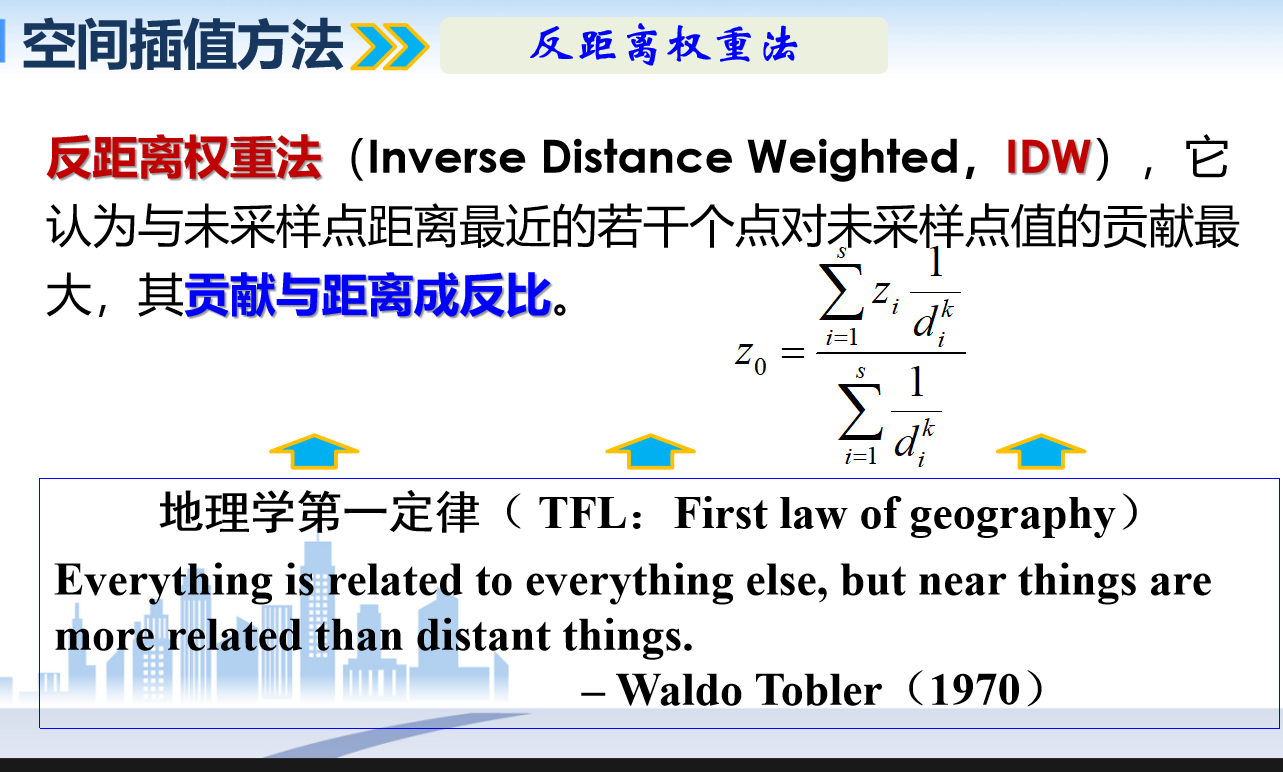 空间插值方法
反距离权重法
反距离权重法（Inverse Distance Weighted，IDW），它
认为与未采样点距离最近的若干个点对未采样点值的贡献最
大，其贡献与距离成反比。
z_0 = \frac{\sum_{i=1}^{s} z_i \frac{1}{d_i^k}}{\sum_{i=1}^{s} \frac{1}{d_i^k}}
地理学第一定律（ TFL：First law of geography）
Everything is related to everything else, but near things are
more related than distant things.
– Waldo Tobler（1970）